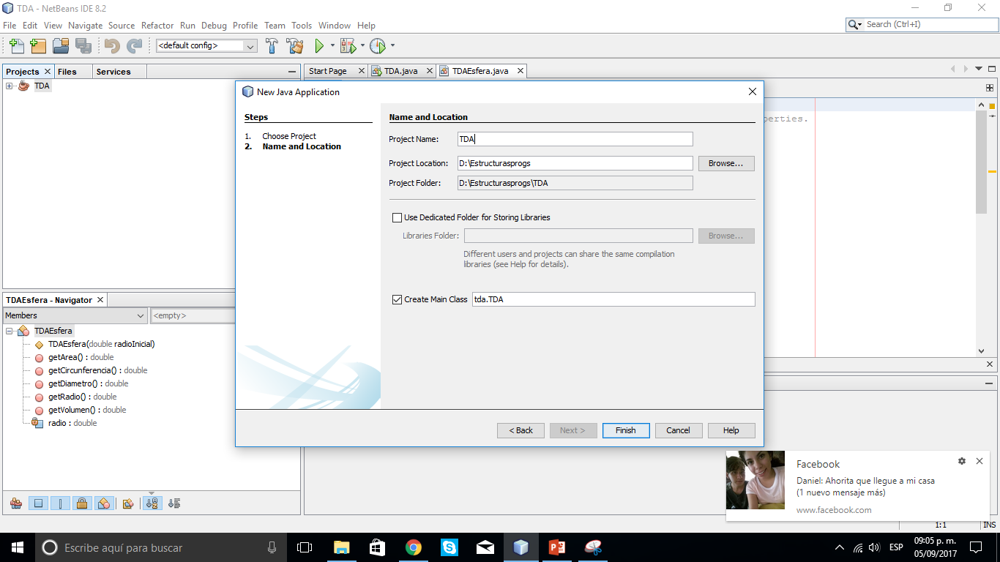 TDA - NetBeans IDE 8.2
File Edit View Navigate Source Refactor Run Debug Profile Team Tools Window Help
Search (Ctrl+I)
<default config>
Projects Files Services
TDA
Start Page TDA.java TDAEsfera.java
New Java Application
Steps
1. Choose Project
2. Name and Location
Name and Location
Project Name: TDA
Project Location: D:\Estructurasprogs Browse...
Project Folder: D:\Estructurasprogs\TDA
Use Dedicated Folder for Storing Libraries
Libraries Folder: Browse...
Different users and projects can share the same compilation
libraries (see Help for details).
Create Main Class tda.TDA
< Back Next > Finish Cancel Help
perties.
TDAEsfera - Navigator
Members <empty>
TDAEsfera
TDAEsfera(double radioInicial)
getArea() : double
getCircunferencia() : double
getDiametro() : double
getRadio() : double
getVolumen() : double
radio : double
Facebook
Daniel: Ahorita que llegue a mi casa
(1 nuevo mensaje más)
www.facebook.com
1:1 INS
Escribe aquí para buscar
ESP
09:05 p. m.
05/09/2017